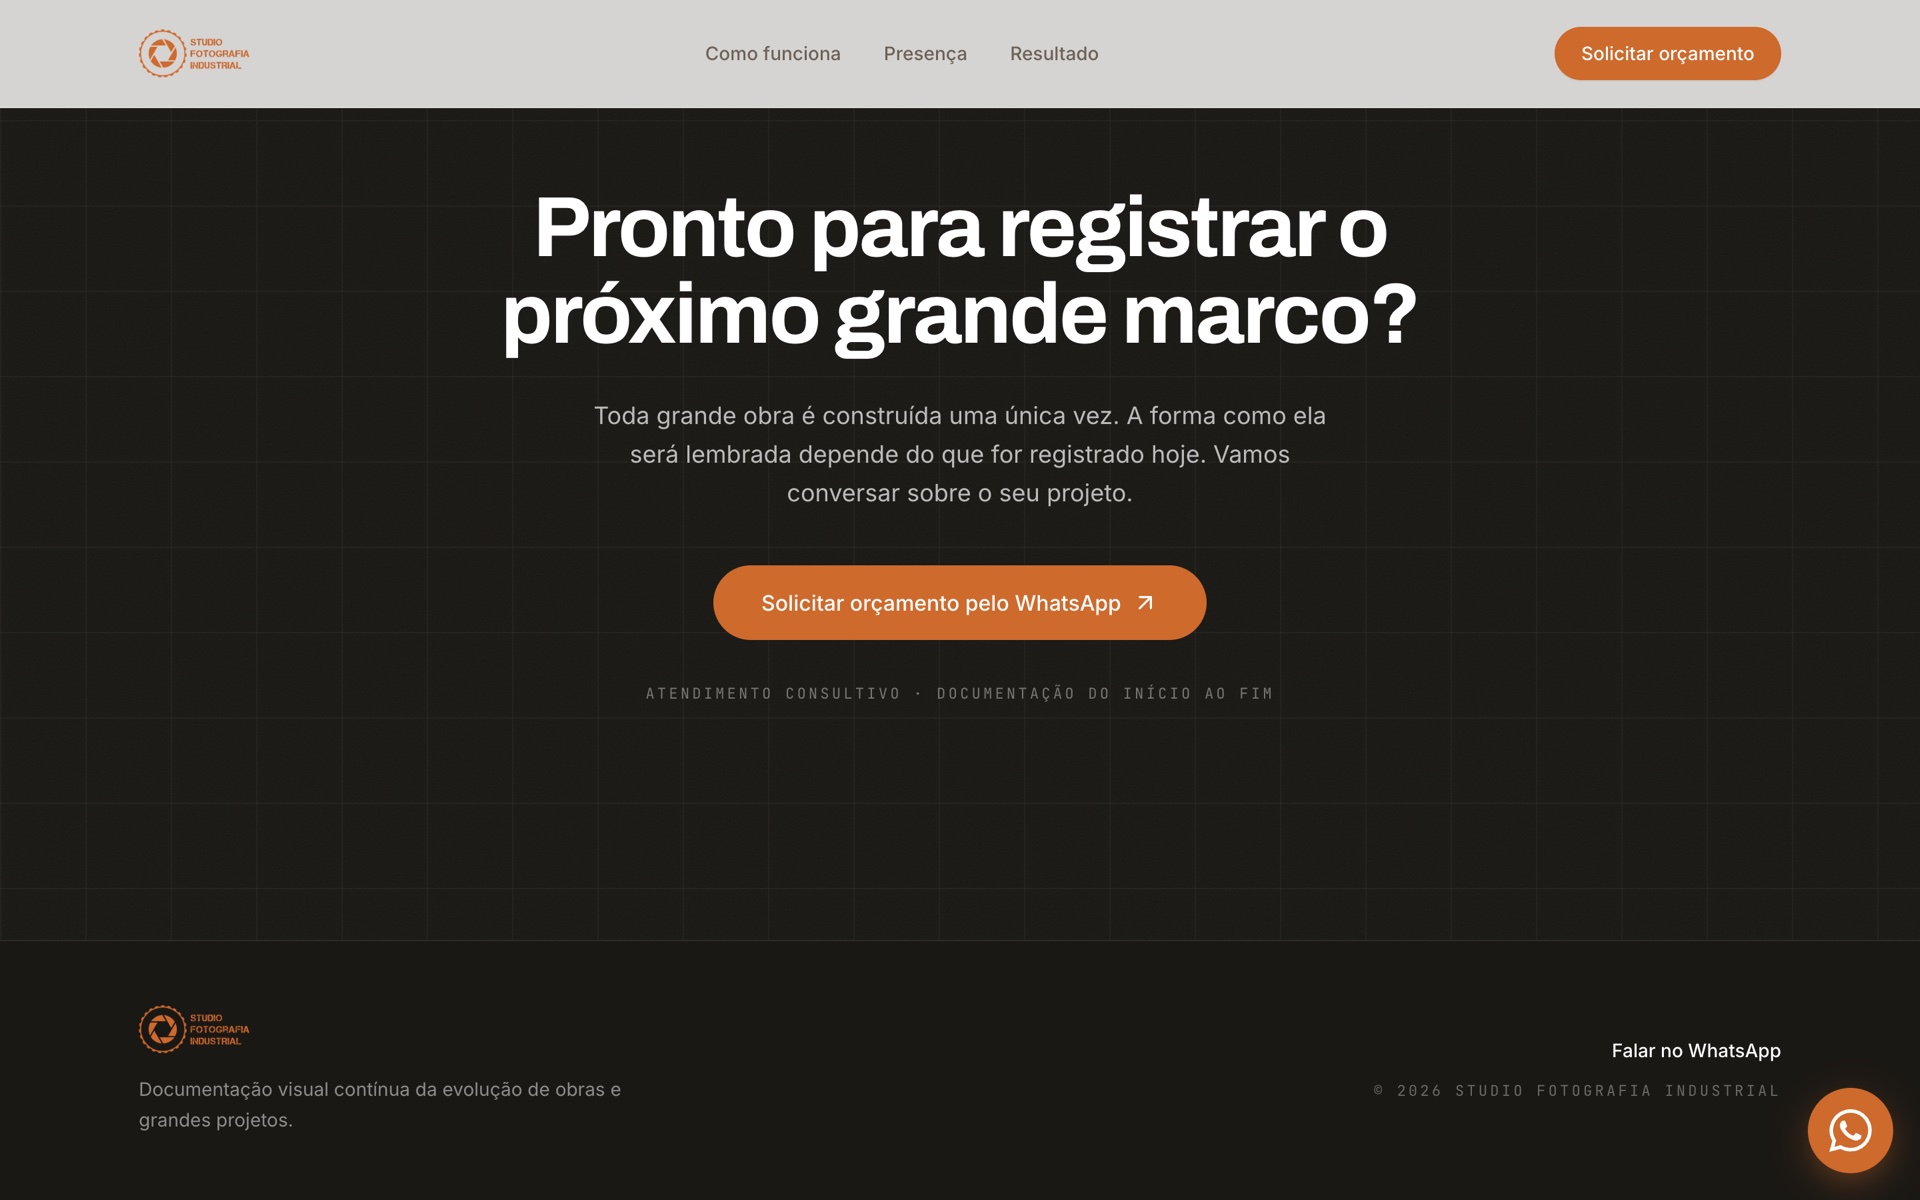 STUDIO
FOTOGRAFIA
INDUSTRIAL
Como funciona
Presença
Resultado
Solicitar orçamento
Pronto para registrar o
próximo grande marco?
Toda grande obra é construída uma única vez. A forma como ela
será lembrada depende do que for registrado hoje. Vamos
conversar sobre o seu projeto.
Solicitar orçamento pelo WhatsApp
ATENDIMENTO CONSULTIVO · DOCUMENTAÇÃO DO INÍCIO AO FIM
STUDIO
FOTOGRAFIA
INDUSTRIAL
Documentação visual contínua da evolução de obras e
grandes projetos.
Falar no WhatsApp
© 2026 STUDIO FOTOGRAFIA INDUSTRIAL